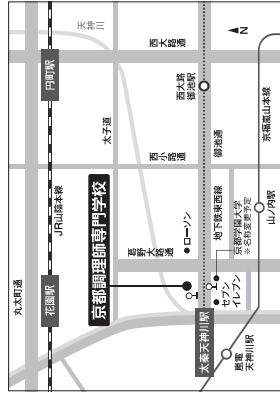 天神川
西大路通
N
円町駅
西大路
御池駅
太子道
西小路通
御池通
京福嵐山本線
JR山陰本線
京都調理師専門学校
葛野大路通
ローソン
地下鉄東西線
京都学園大学
※名称変更予定
山ノ内駅
丸太町通
花園駅
セブン
イレブン
太秦天神川駅
嵐電
天神川駅